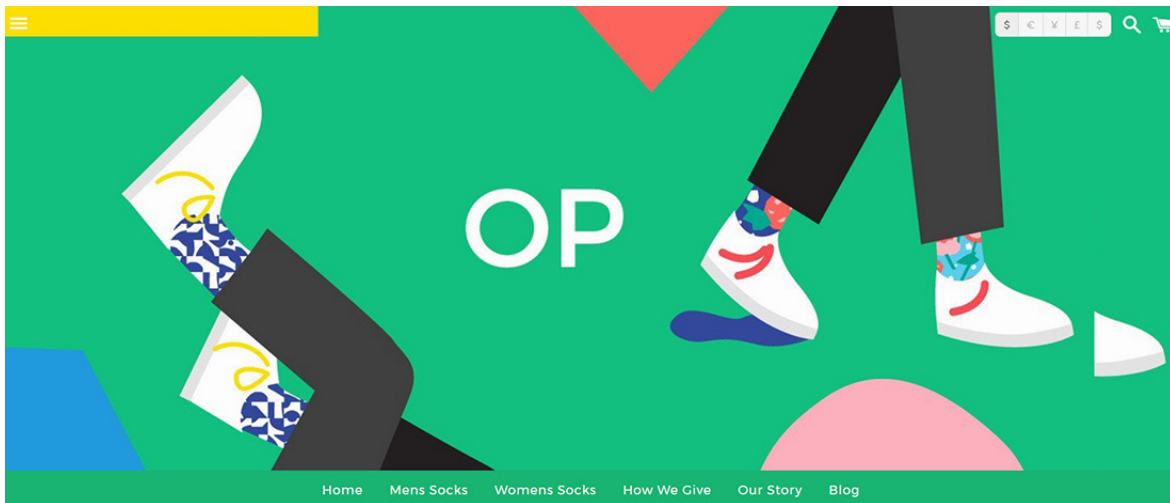 $ € ¥ £ $
OP
Home Mens Socks Womens Socks How We Give Our Story Blog